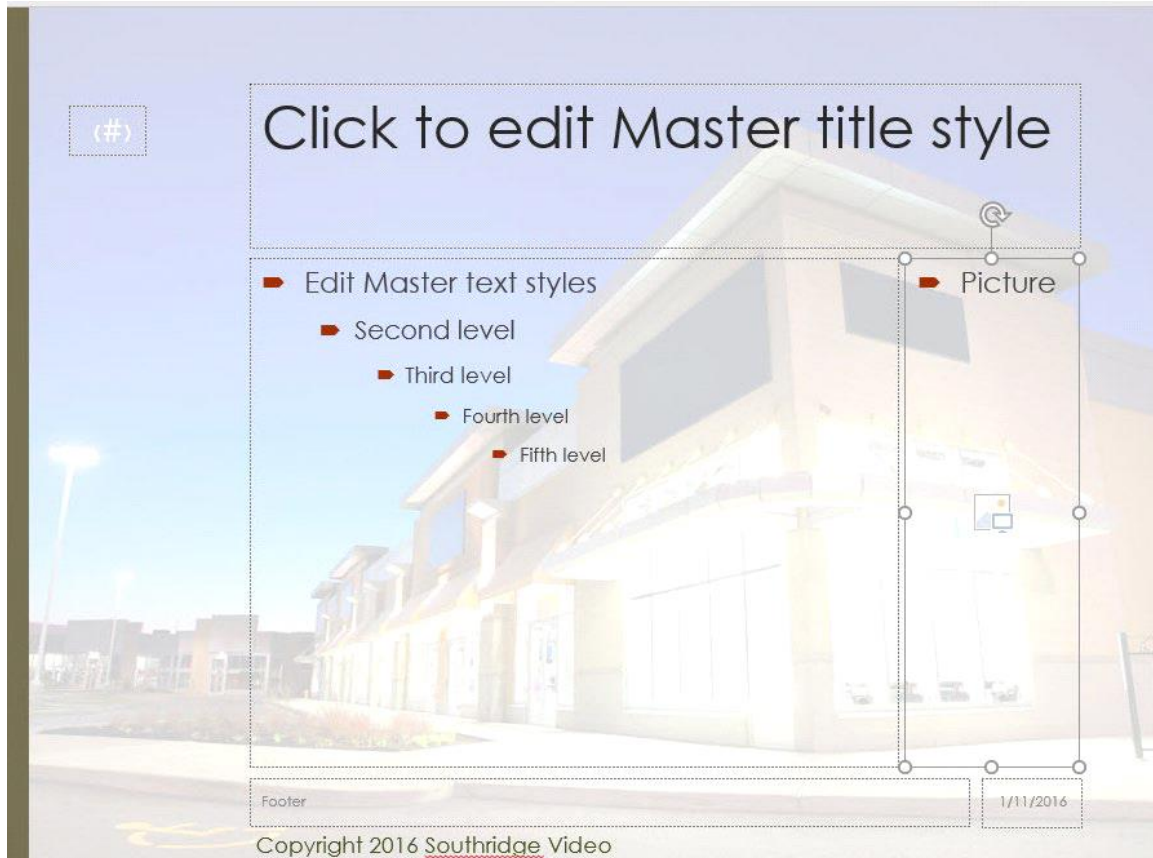 (#)
Click to edit Master title style
Edit Master text styles
Second level
Third level
Fourth level
Fifth level
Picture
Footer
1/11/2016
Copyright 2016 Southridge Video